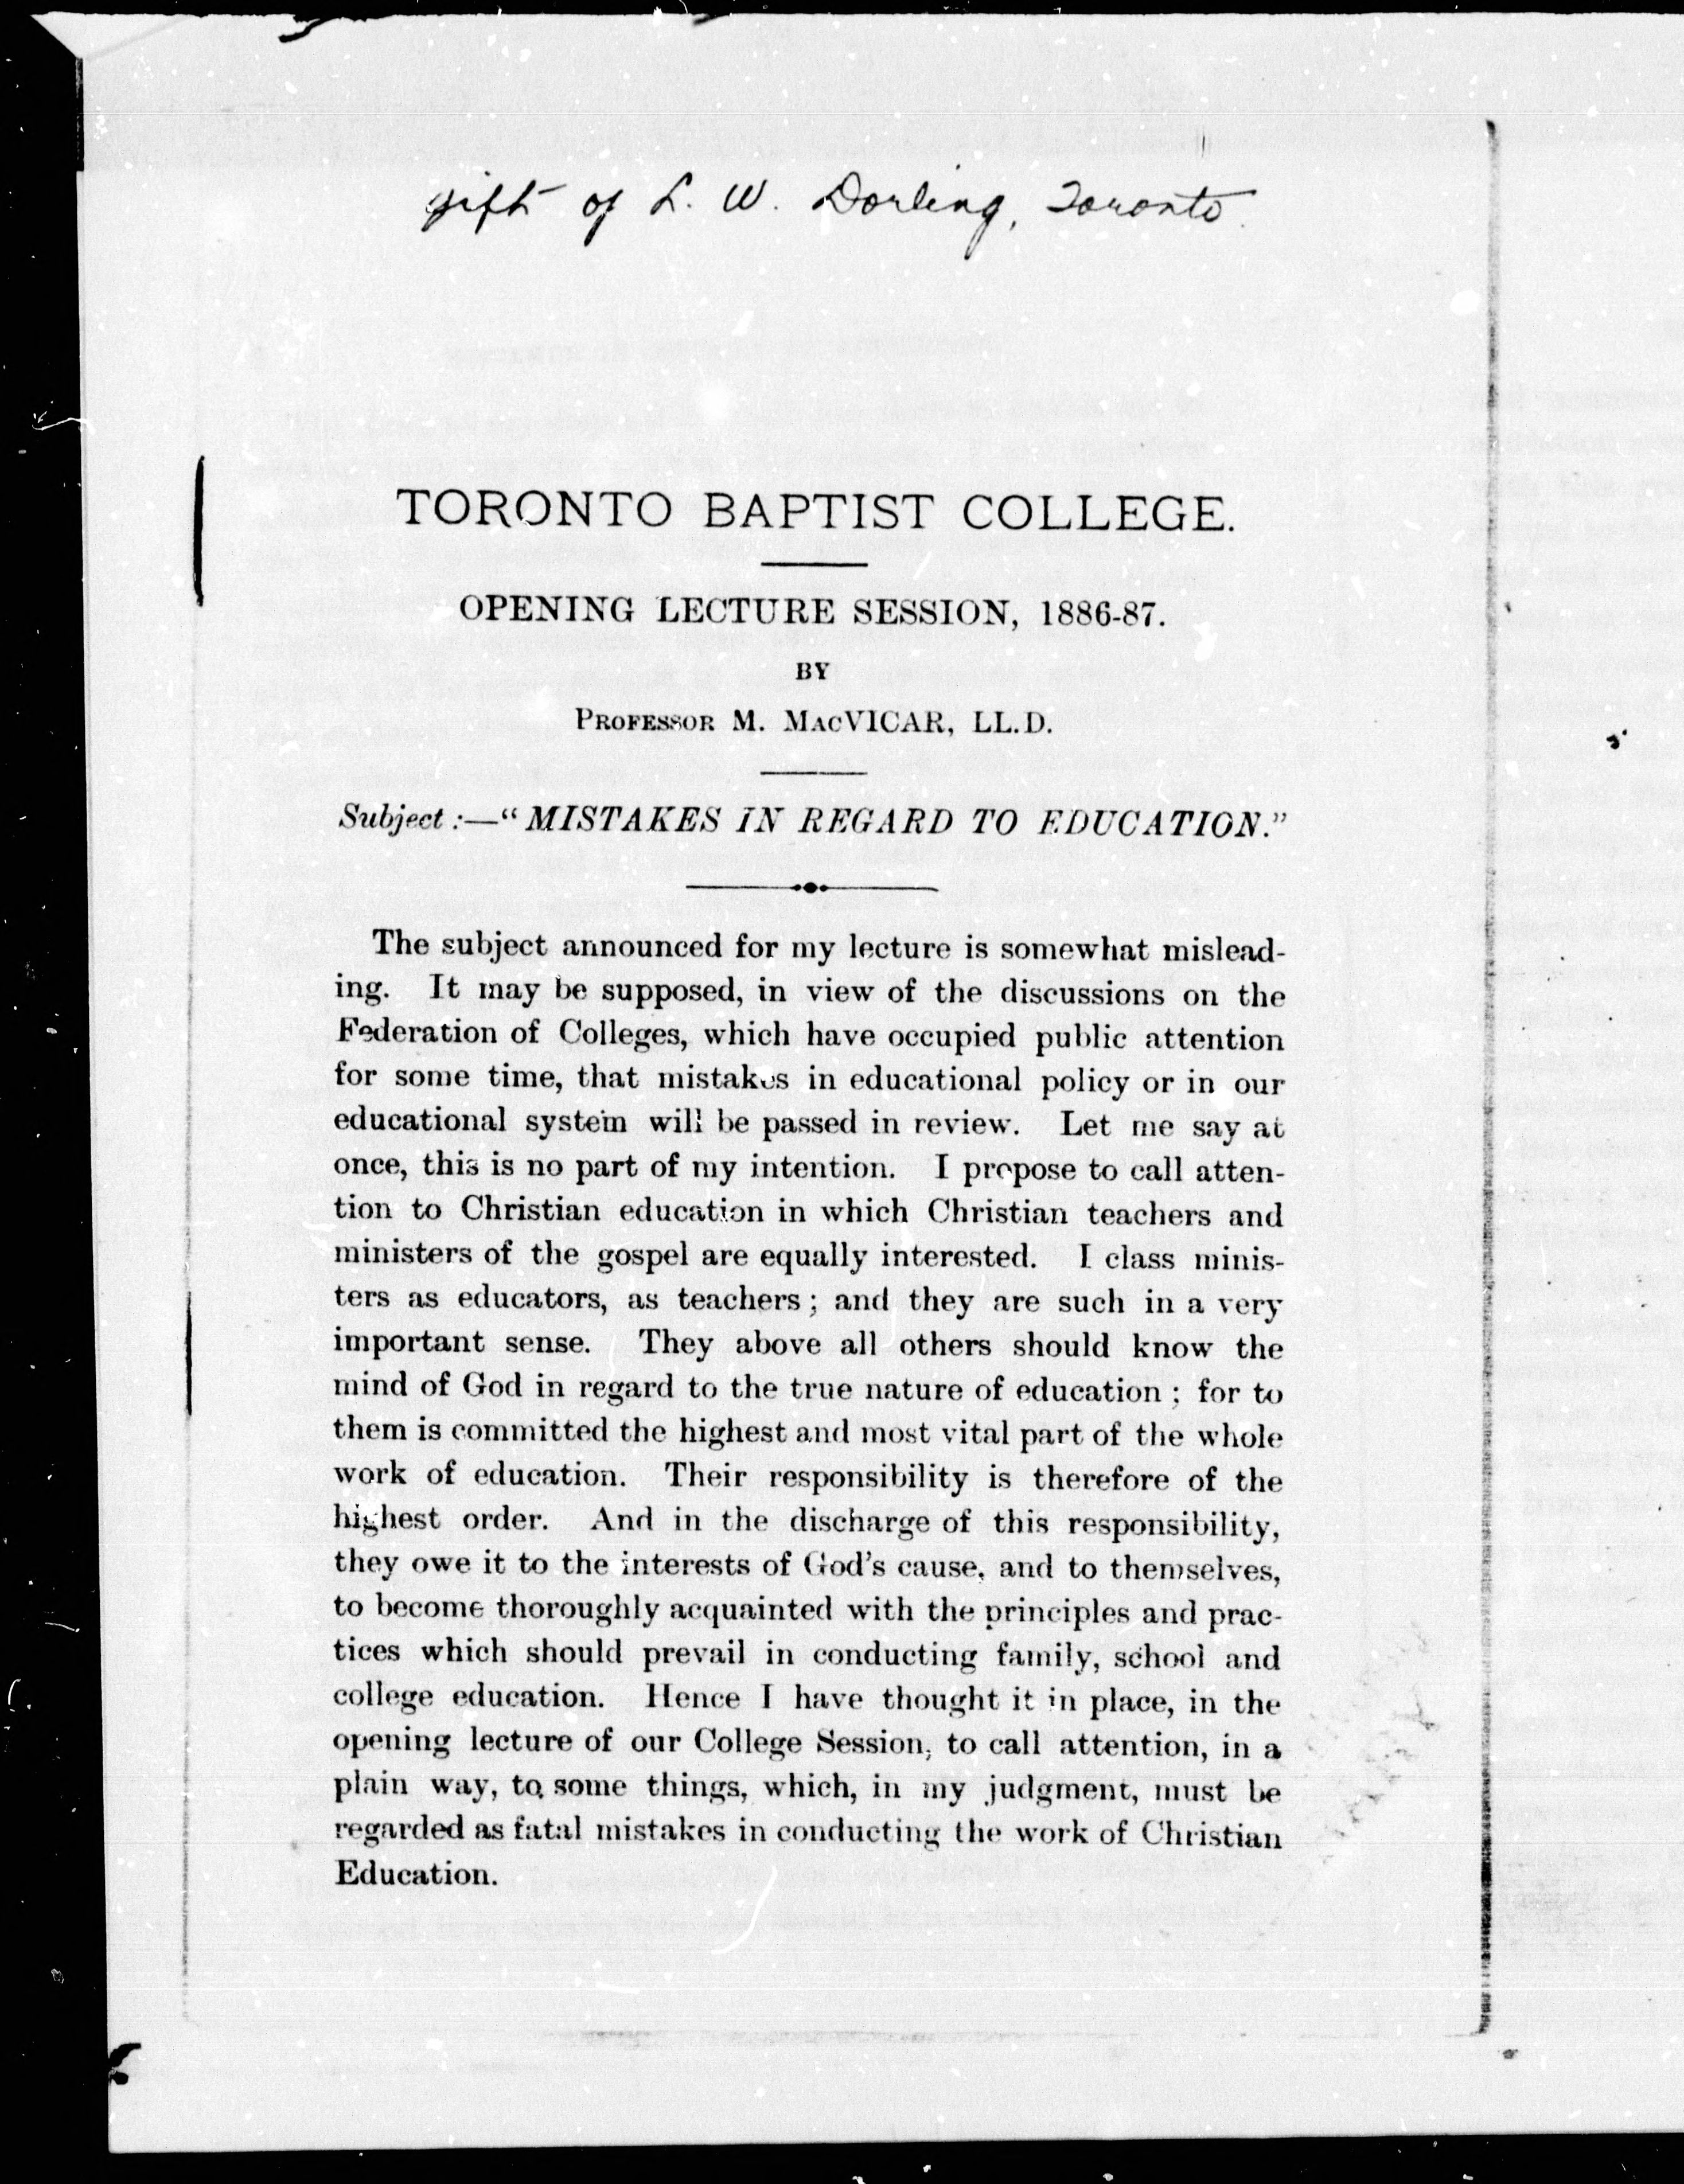 gift of L. W. Dorling, Toronto.
TORONTO BAPTIST COLLEGE.
OPENING LECTURE SESSION, 1886-87.
BY
PROFESSOR M. MACVICAR, LL.D.
Subject:—"MISTAKES IN REGARD TO EDUCATION."
The subject announced for my lecture is somewhat mislead-
ing. It may be supposed, in view of the discussions on the
Federation of Colleges, which have occupied public attention
for some time, that mistakes in educational policy or in our
educational system will be passed in review. Let me say at
once, this is no part of my intention. I propose to call atten-
tion to Christian education in which Christian teachers and
ministers of the gospel are equally interested. I class minis-
ters as educators, as teachers; and they are such in a very
important sense. They above all others should know the
mind of God in regard to the true nature of education; for to
them is committed the highest and most vital part of the whole
work of education. Their responsibility is therefore of the
highest order. And in the discharge of this responsibility,
they owe it to the interests of God's cause, and to themselves,
to become thoroughly acquainted with the principles and prac-
tices which should prevail in conducting family, school and
college education. Hence I have thought it in place, in the
opening lecture of our College Session, to call attention, in a
plain way, to some things, which, in my judgment, must be
regarded as fatal mistakes in conducting the work of Christian
Education.